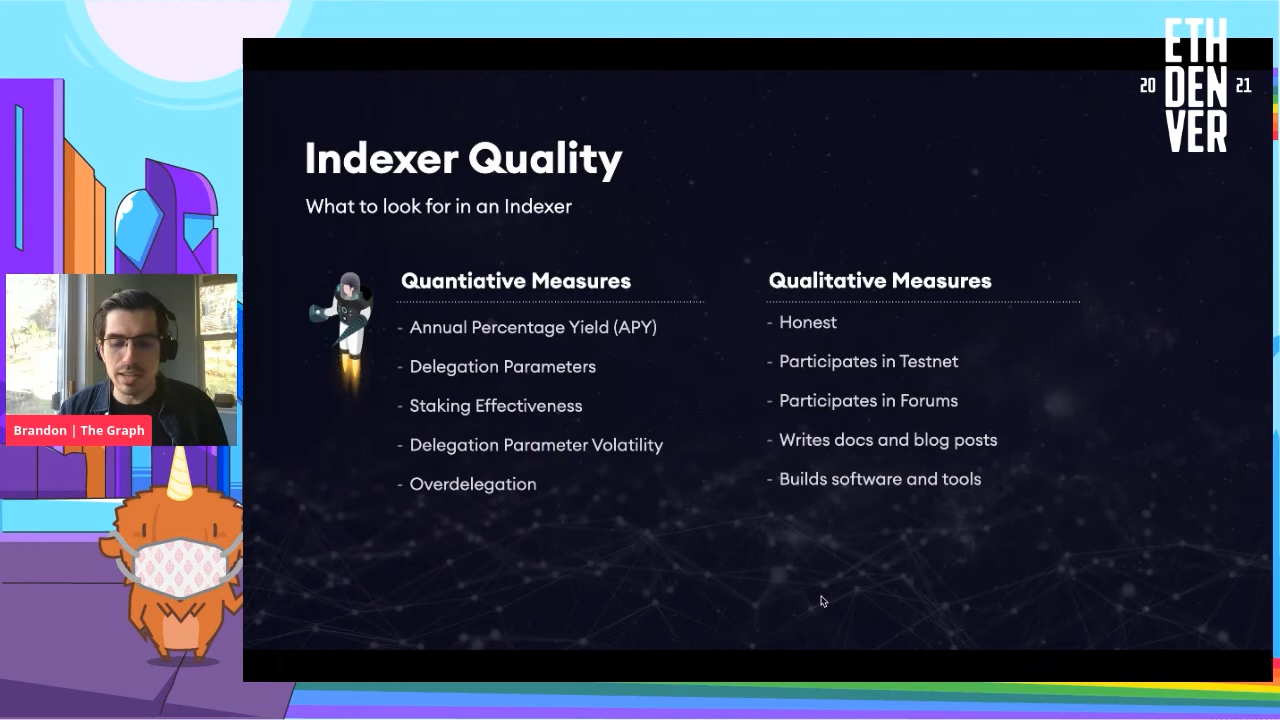 ETH
20 DEN 21
VER
Indexer Quality
What to look for in an Indexer
Quantiative Measures
- Annual Percentage Yield (APY)
- Delegation Parameters
- Staking Effectiveness
- Delegation Parameter Volatility
- Overdelegation
Qualitative Measures
- Honest
- Participates in Testnet
- Participates in Forums
- Writes docs and blog posts
- Builds software and tools
Brandon | The Graph